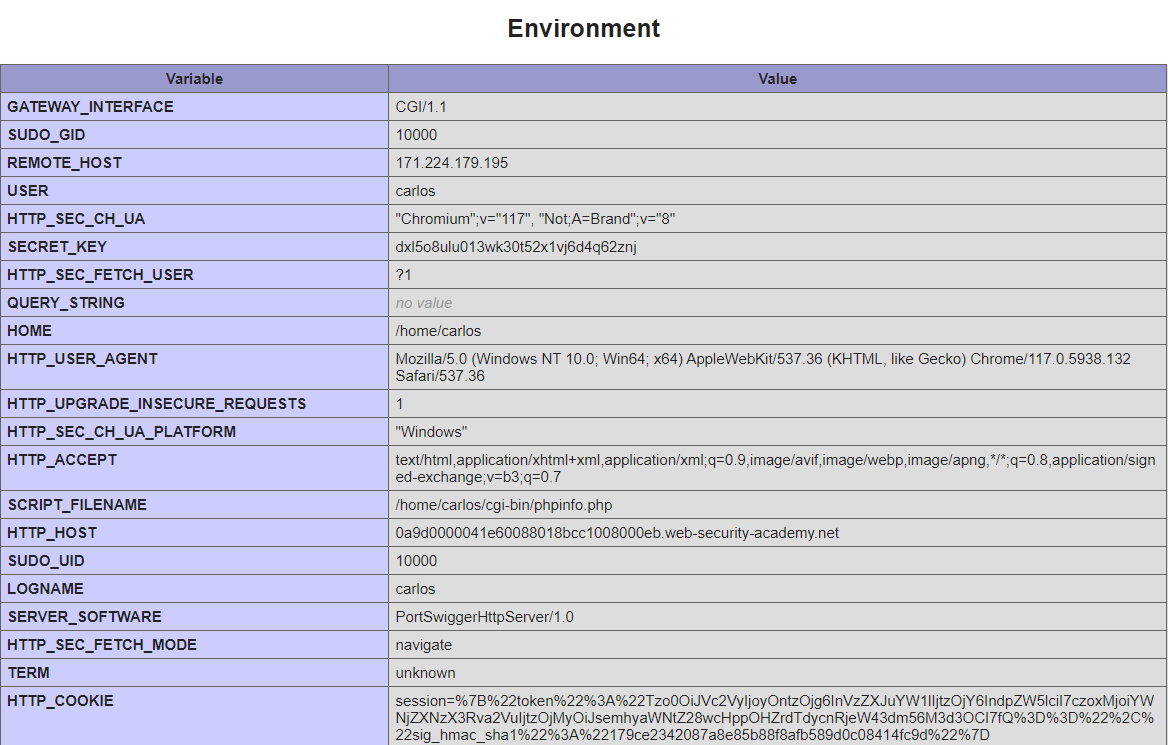 Environment
Variable Value
GATEWAY_INTERFACE CGI/1.1
SUDO_GID 10000
REMOTE_HOST 171.224.179.195
USER carlos
HTTP_SEC_CH_UA "Chromium";v="117", "Not;A=Brand";v="8"
SECRET_KEY dxl5o8ulu013wk30t52x1vj6d4q62znj
HTTP_SEC_FETCH_USER ?1
QUERY_STRING no value
HOME /home/carlos
HTTP_USER_AGENT Mozilla/5.0 (Windows NT 10.0; Win64; x64) AppleWebKit/537.36 (KHTML, like Gecko) Chrome/117.0.5938.132
Safari/537.36
HTTP_UPGRADE_INSECURE_REQUESTS 1
HTTP_SEC_CH_UA_PLATFORM "Windows"
HTTP_ACCEPT text/html,application/xhtml+xml,application/xml;q=0.9,image/avif,image/webp,image/apng,*/*;q=0.8,application/sign
ed-exchange;v=b3;q=0.7
SCRIPT_FILENAME /home/carlos/cgi-bin/phpinfo.php
HTTP_HOST 0a9d0000041e60088018bcc1008000eb.web-security-academy.net
SUDO_UID 10000
LOGNAME carlos
SERVER_SOFTWARE PortSwiggerHttpServer/1.0
HTTP_SEC_FETCH_MODE navigate
TERM unknown
HTTP_COOKIE session=%7B%22token%22%3A%22Tzo0OiJVc2VyIjoyOntzOjg6InVzZXJuYW1lIjtzOjY6IndpZW5lciI7czoxMjoiYW
NjZXNzX3Rva2VuIjtzOjMyOiJsemhyaWNtZ28wcHppOHZrdTdycnRjeW43dm56M3d3OCI7fQ%3D%3D%22%2C%
22sig_hmac_sha1%22%3A%22179ce2342087a8e85b88f8afb589d0c08414fc9d%22%7D